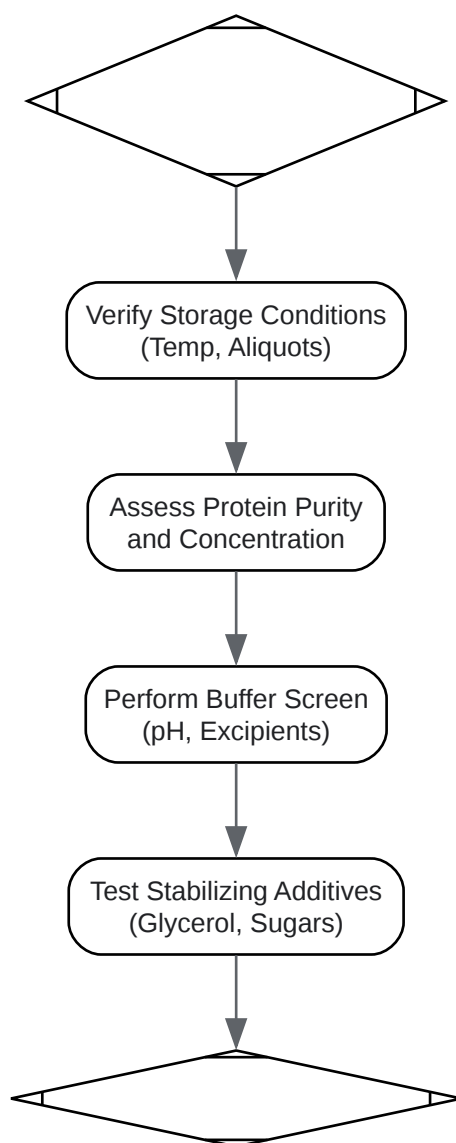 Verify Storage Conditions
(Temp, Aliquots)
Assess Protein Purity
and Concentration
Perform Buffer Screen
(pH, Excipients)
Test Stabilizing Additives
(Glycerol, Sugars)